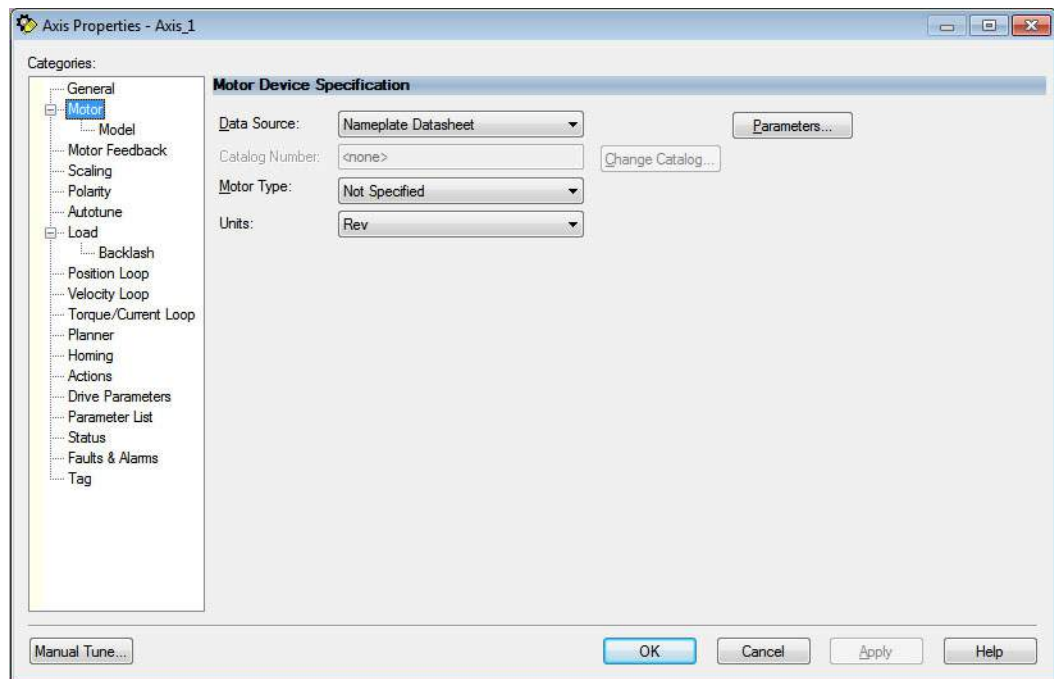 Axis Properties - Axis_1
Categories:
General
Motor
Model
Motor Feedback
Scaling
Polarity
Autotune
Load
Backlash
Position Loop
Velocity Loop
Torque/Current Loop
Planner
Homing
Actions
Drive Parameters
Parameter List
Status
Faults & Alarms
Tag
Motor Device Specification
Data Source: Nameplate Datasheet Parameters...
Catalog Number: <none> Change Catalog...
Motor Type: Not Specified
Units: Rev
Manual Tune... OK Cancel Apply Help